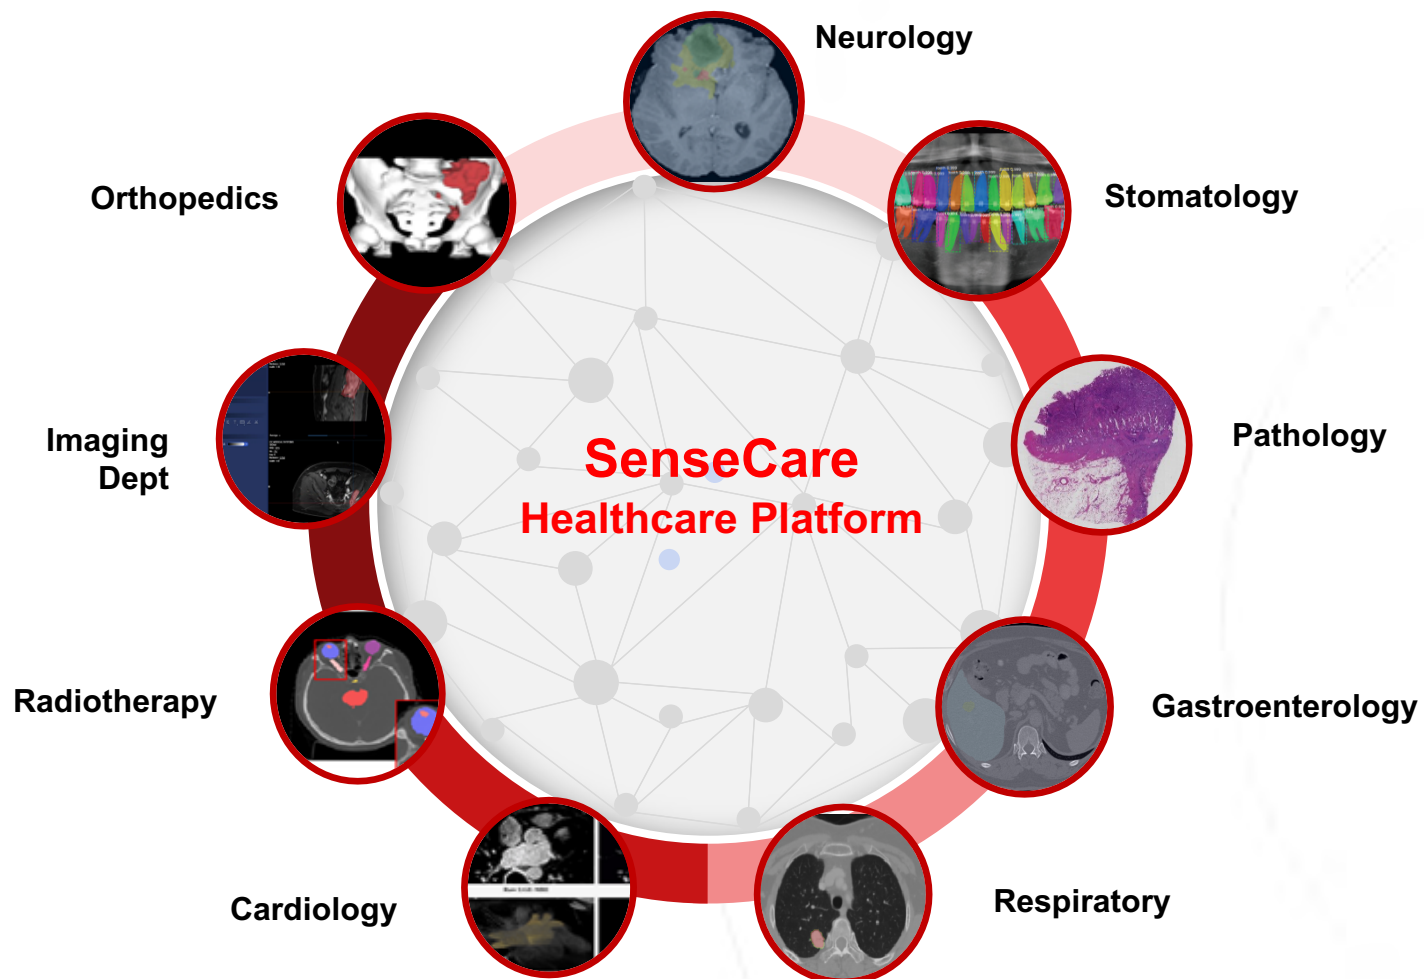 Neurology
Stomatology
Orthopedics
Pathology
Imaging
Dept
SenseCare
Healthcare Platform
Radiotherapy
Gastroenterology
Cardiology
Respiratory